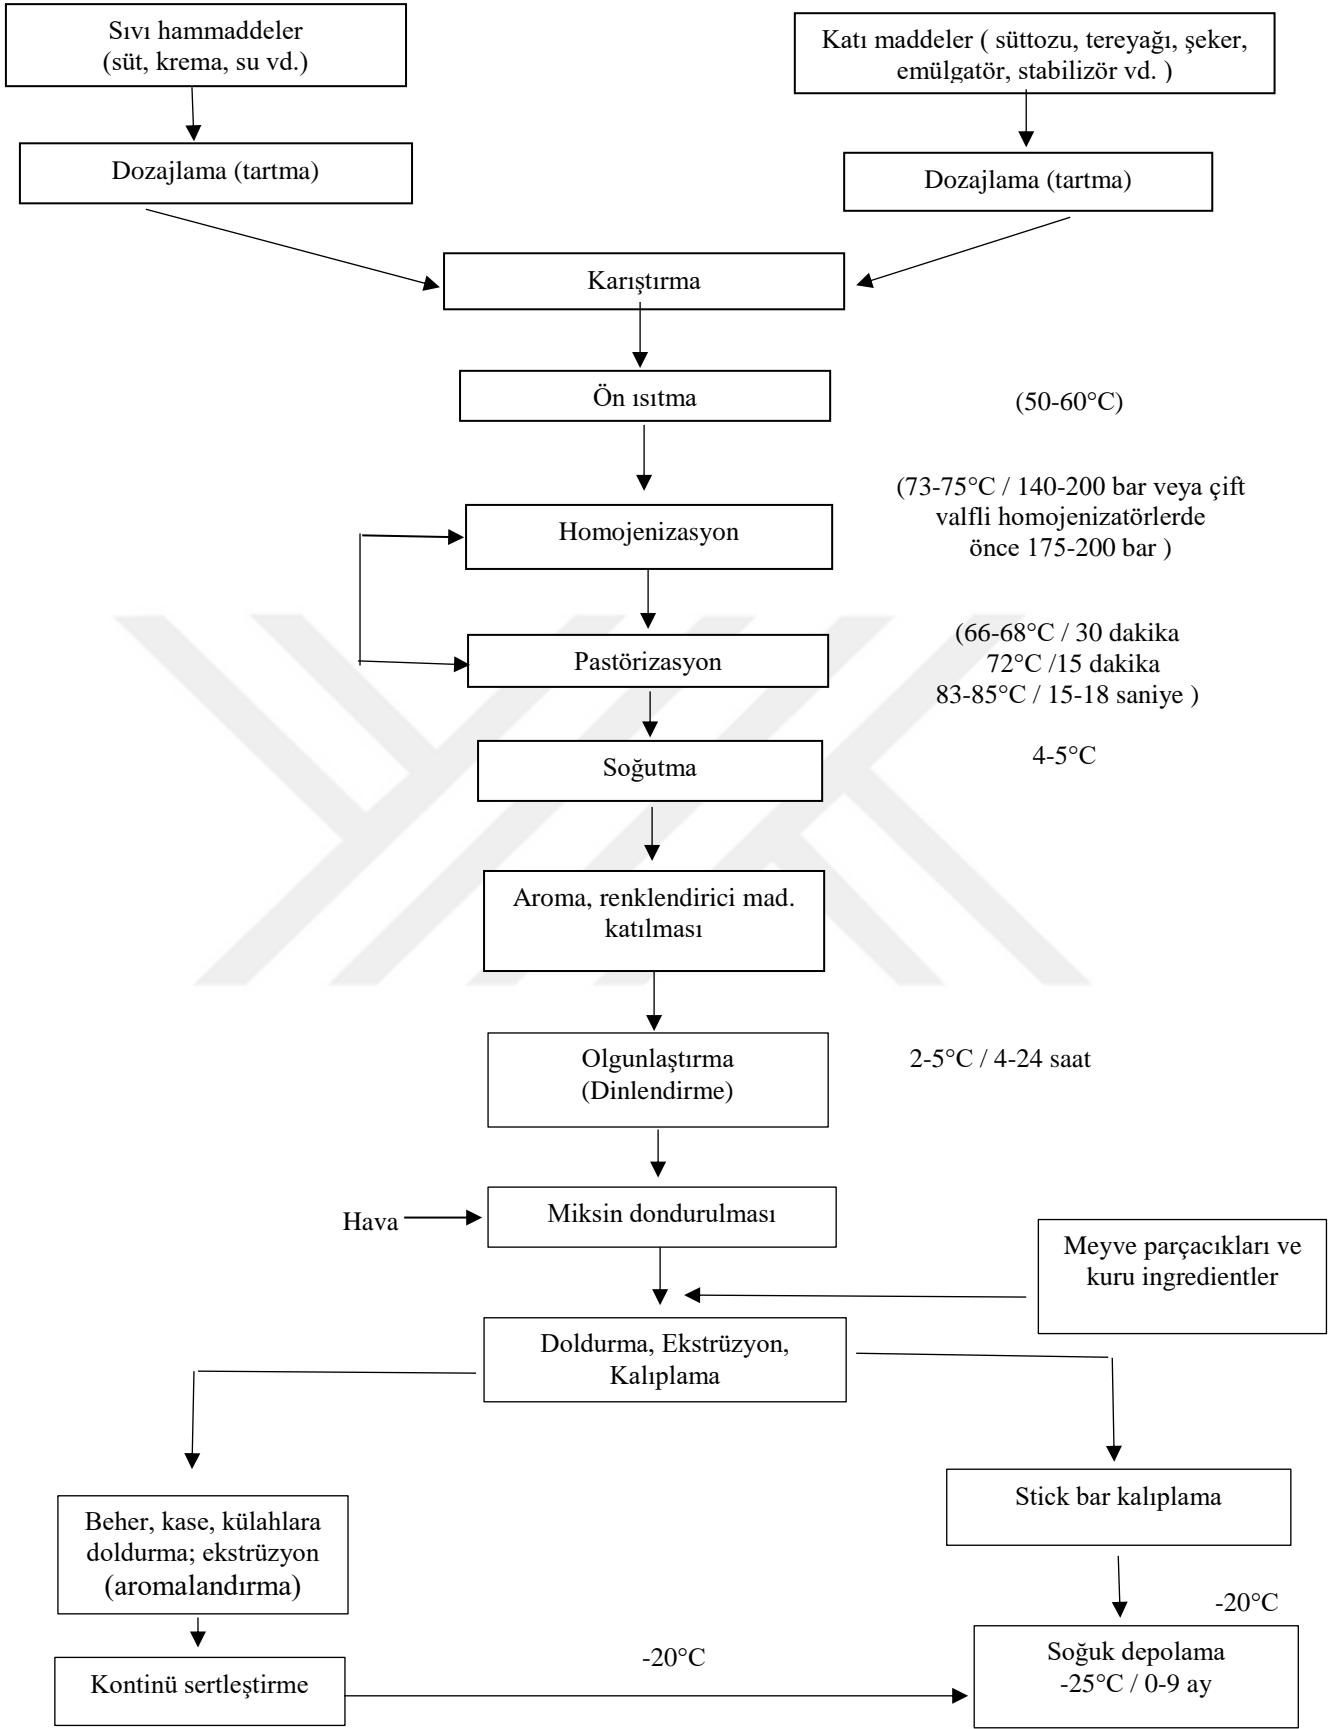 Sıvı hammaddeler
(süt, krema, su vd.)
Katı maddeler ( süttozu, tereyağı, şeker,
emülgatör, stabilizör vd. )
Dozajlama (tartma)
Dozajlama (tartma)
Karıştırma
Ön ısıtma
(50-60°C)
(73-75°C / 140-200 bar veya çift
valfli homojenizatörlerde
önce 175-200 bar )
Homojenizasyon
(66-68°C / 30 dakika
72°C /15 dakika
83-85°C / 15-18 saniye )
Pastörizasyon
Soğutma
4-5°C
Aroma, renklendirici mad.
katılması
Olgunlaştırma
(Dinlendirme)
2-5°C / 4-24 saat
Hava
Miksin dondurulması
Meyve parçacıkları ve
kuru ingredientler
Doldurma, Ekstrüzyon,
Kalıplama
Beher, kase, külahlara
doldurma; ekstrüzyon
(aromalandırma)
Stick bar kalıplama
-20°C
Kontinü sertleştirme
-20°C
Soğuk depolama
-25°C / 0-9 ay